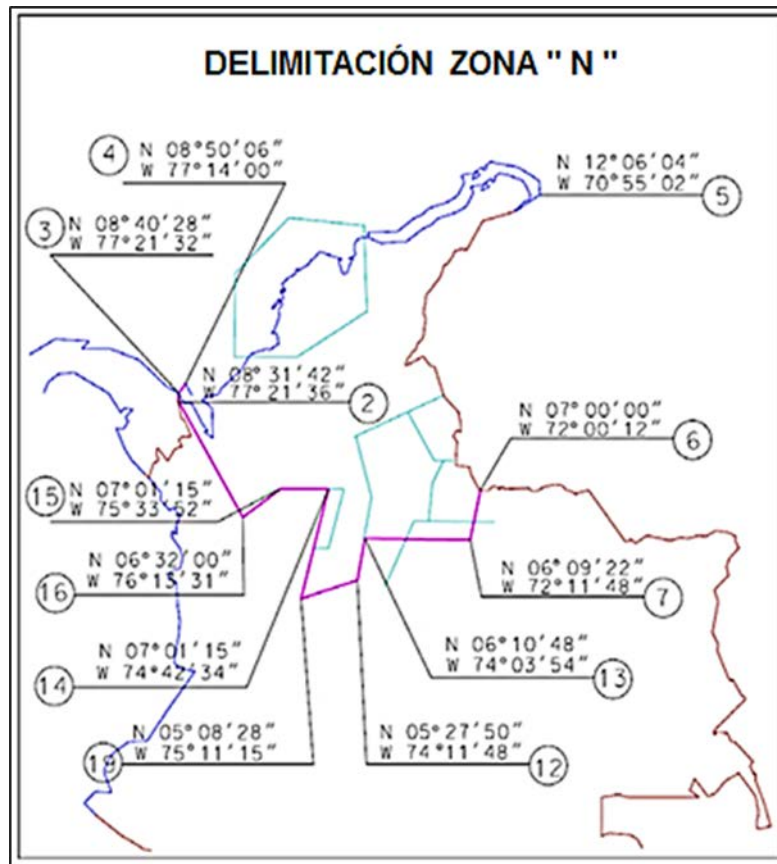 DELIMITACIÓN ZONA " N "
4
N 08°50'06"
W 77°14'00"
3
N 08°40'28"
W 77°21'32"
N 12°06'04"
W 70°55'02"
5
N 08°31'42"
W 77°21'36"
2
N 07°00'00"
W 72°00'12"
6
15
N 07°01'15"
W 75°33'52"
N 06°32'00"
W 76°13'31"
16
N 06°09'22"
W 72°11'48"
7
N 07°01'15"
W 74°42'34"
14
N 06°10'48"
W 74°03'54"
13
N 05°08'28"
W 75°11'15"
19
N 05°27'50"
W 74°11'48"
12